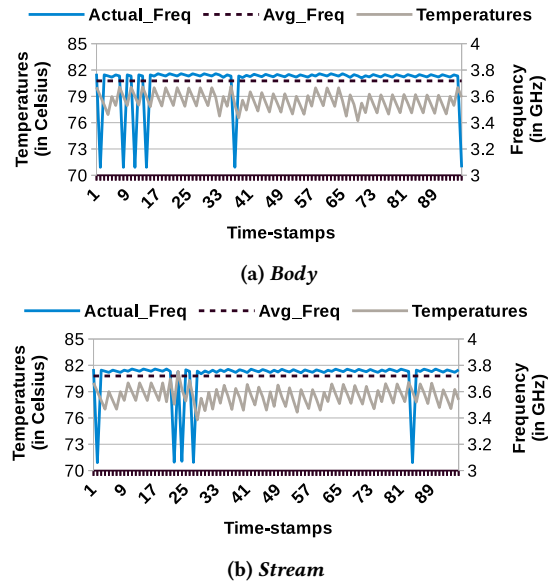 Actual_Freq Avg_Freq Temperatures
85 4
82 3.8
79 3.6
76 3.4
73 3.2
70 3
Temperatures
(in Celsius)
Frequency
(in GHz)
1 9 17 25 33 41 49 57 65 73 81 89
Time-stamps
(a) Body
Actual_Freq Avg_Freq Temperatures
85 4
82 3.8
79 3.6
76 3.4
73 3.2
70 3
Temperatures
(in Celsius)
Frequency
(in GHz)
1 9 17 25 33 41 49 57 65 73 81 89
Time-stamps
(b) Stream